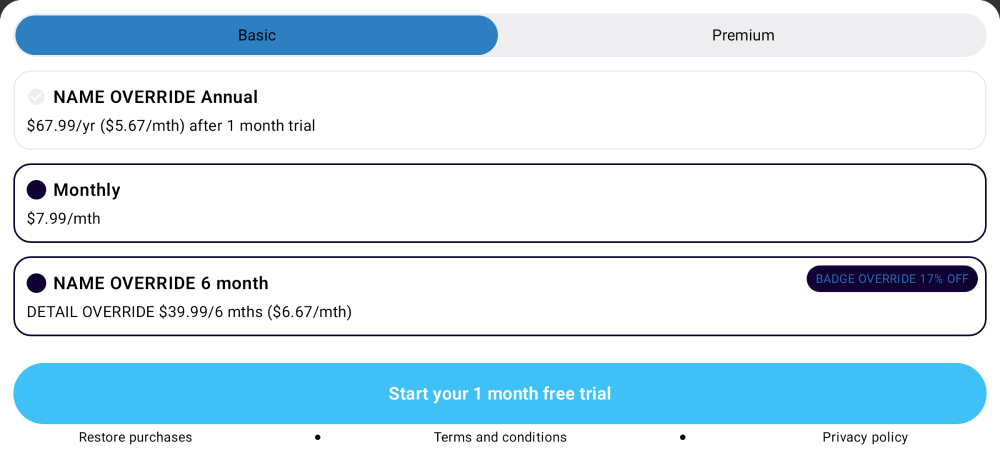 Basic
Premium
NAME OVERRIDE Annual
$67.99/yr ($5.67/mth) after 1 month trial
Monthly
$7.99/mth
NAME OVERRIDE 6 month
BADGE OVERRIDE 17% OFF
DETAIL OVERRIDE $39.99/6 mths ($6.67/mth)
Start your 1 month free trial
Restore purchases • Terms and conditions • Privacy policy